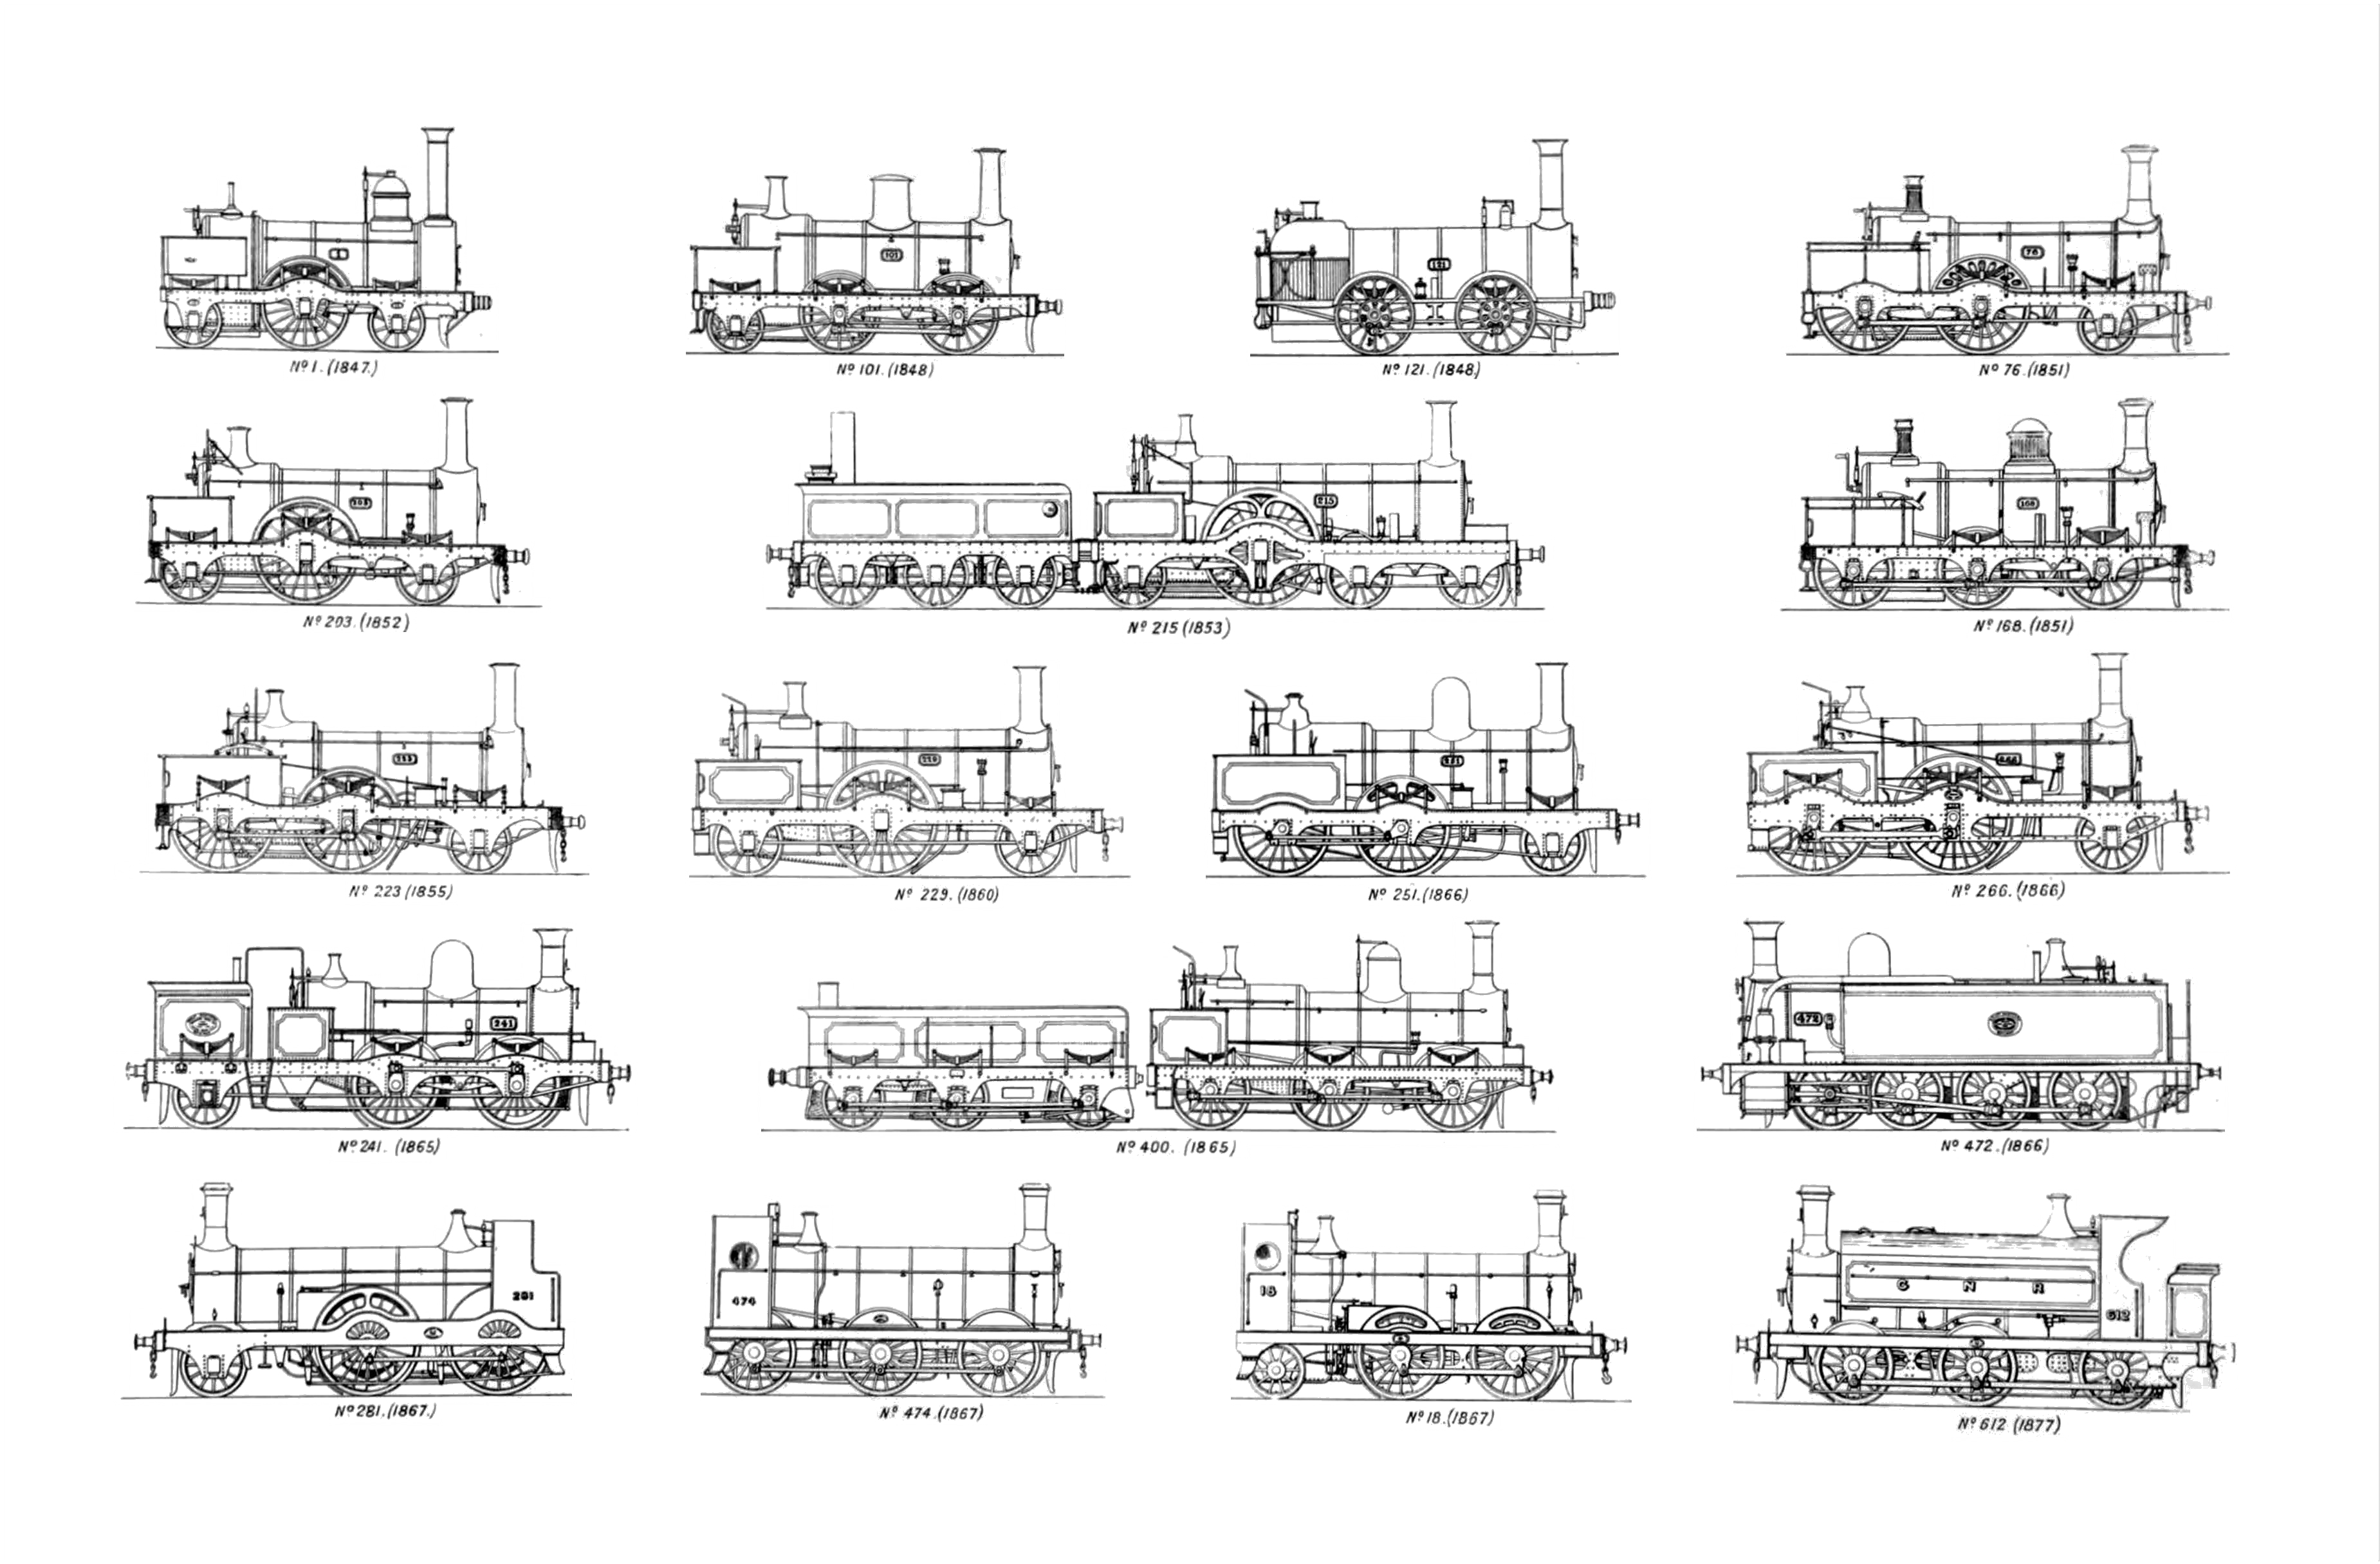 Nº 1. (1847.)
101
Nº 101. (1848)
121
Nº 121. (1848.)
76
Nº 76. (1851)
203
Nº 203. (1852)
215
Nº 215 (1853)
168
Nº 168. (1851)
223
Nº 223 (1855)
229
Nº 229. (1860)
251
Nº 251. (1866)
266
Nº 266. (1866)
241
Nº 241. (1865)
Nº 400. (1865)
472
Nº 472. (1866)
281
Nº 281. (1867.)
474
Nº 474. (1867)
18
Nº 18. (1867)
G N R
612
Nº 612 (1877)